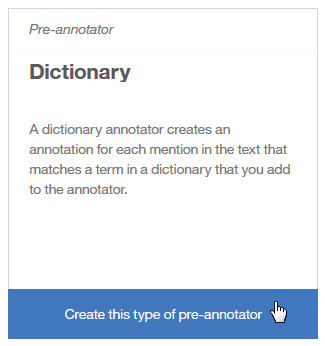 Pre-annotator
Dictionary
A dictionary annotator creates an
annotation for each mention in the text that
matches a term in a dictionary that you add
to the annotator.
Create this type of pre-annotator